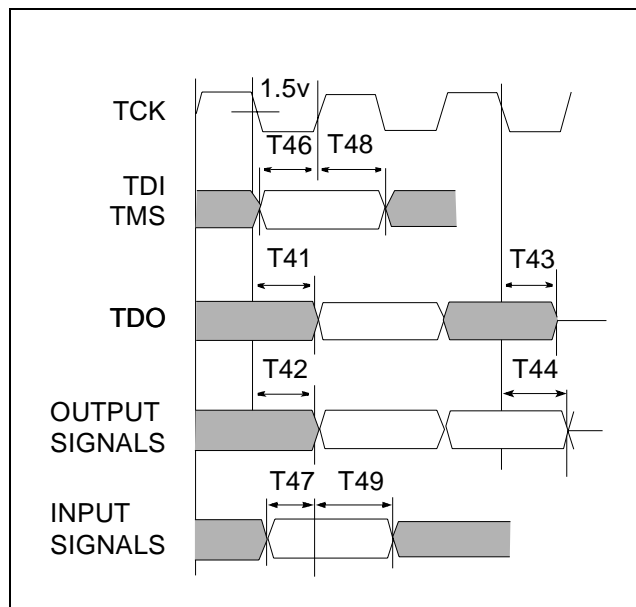 1.5v
TCK
T46 T48
TDI
TMS
T41 T43
TDO
T42 T44
OUTPUT
SIGNALS
T47 T49
INPUT
SIGNALS